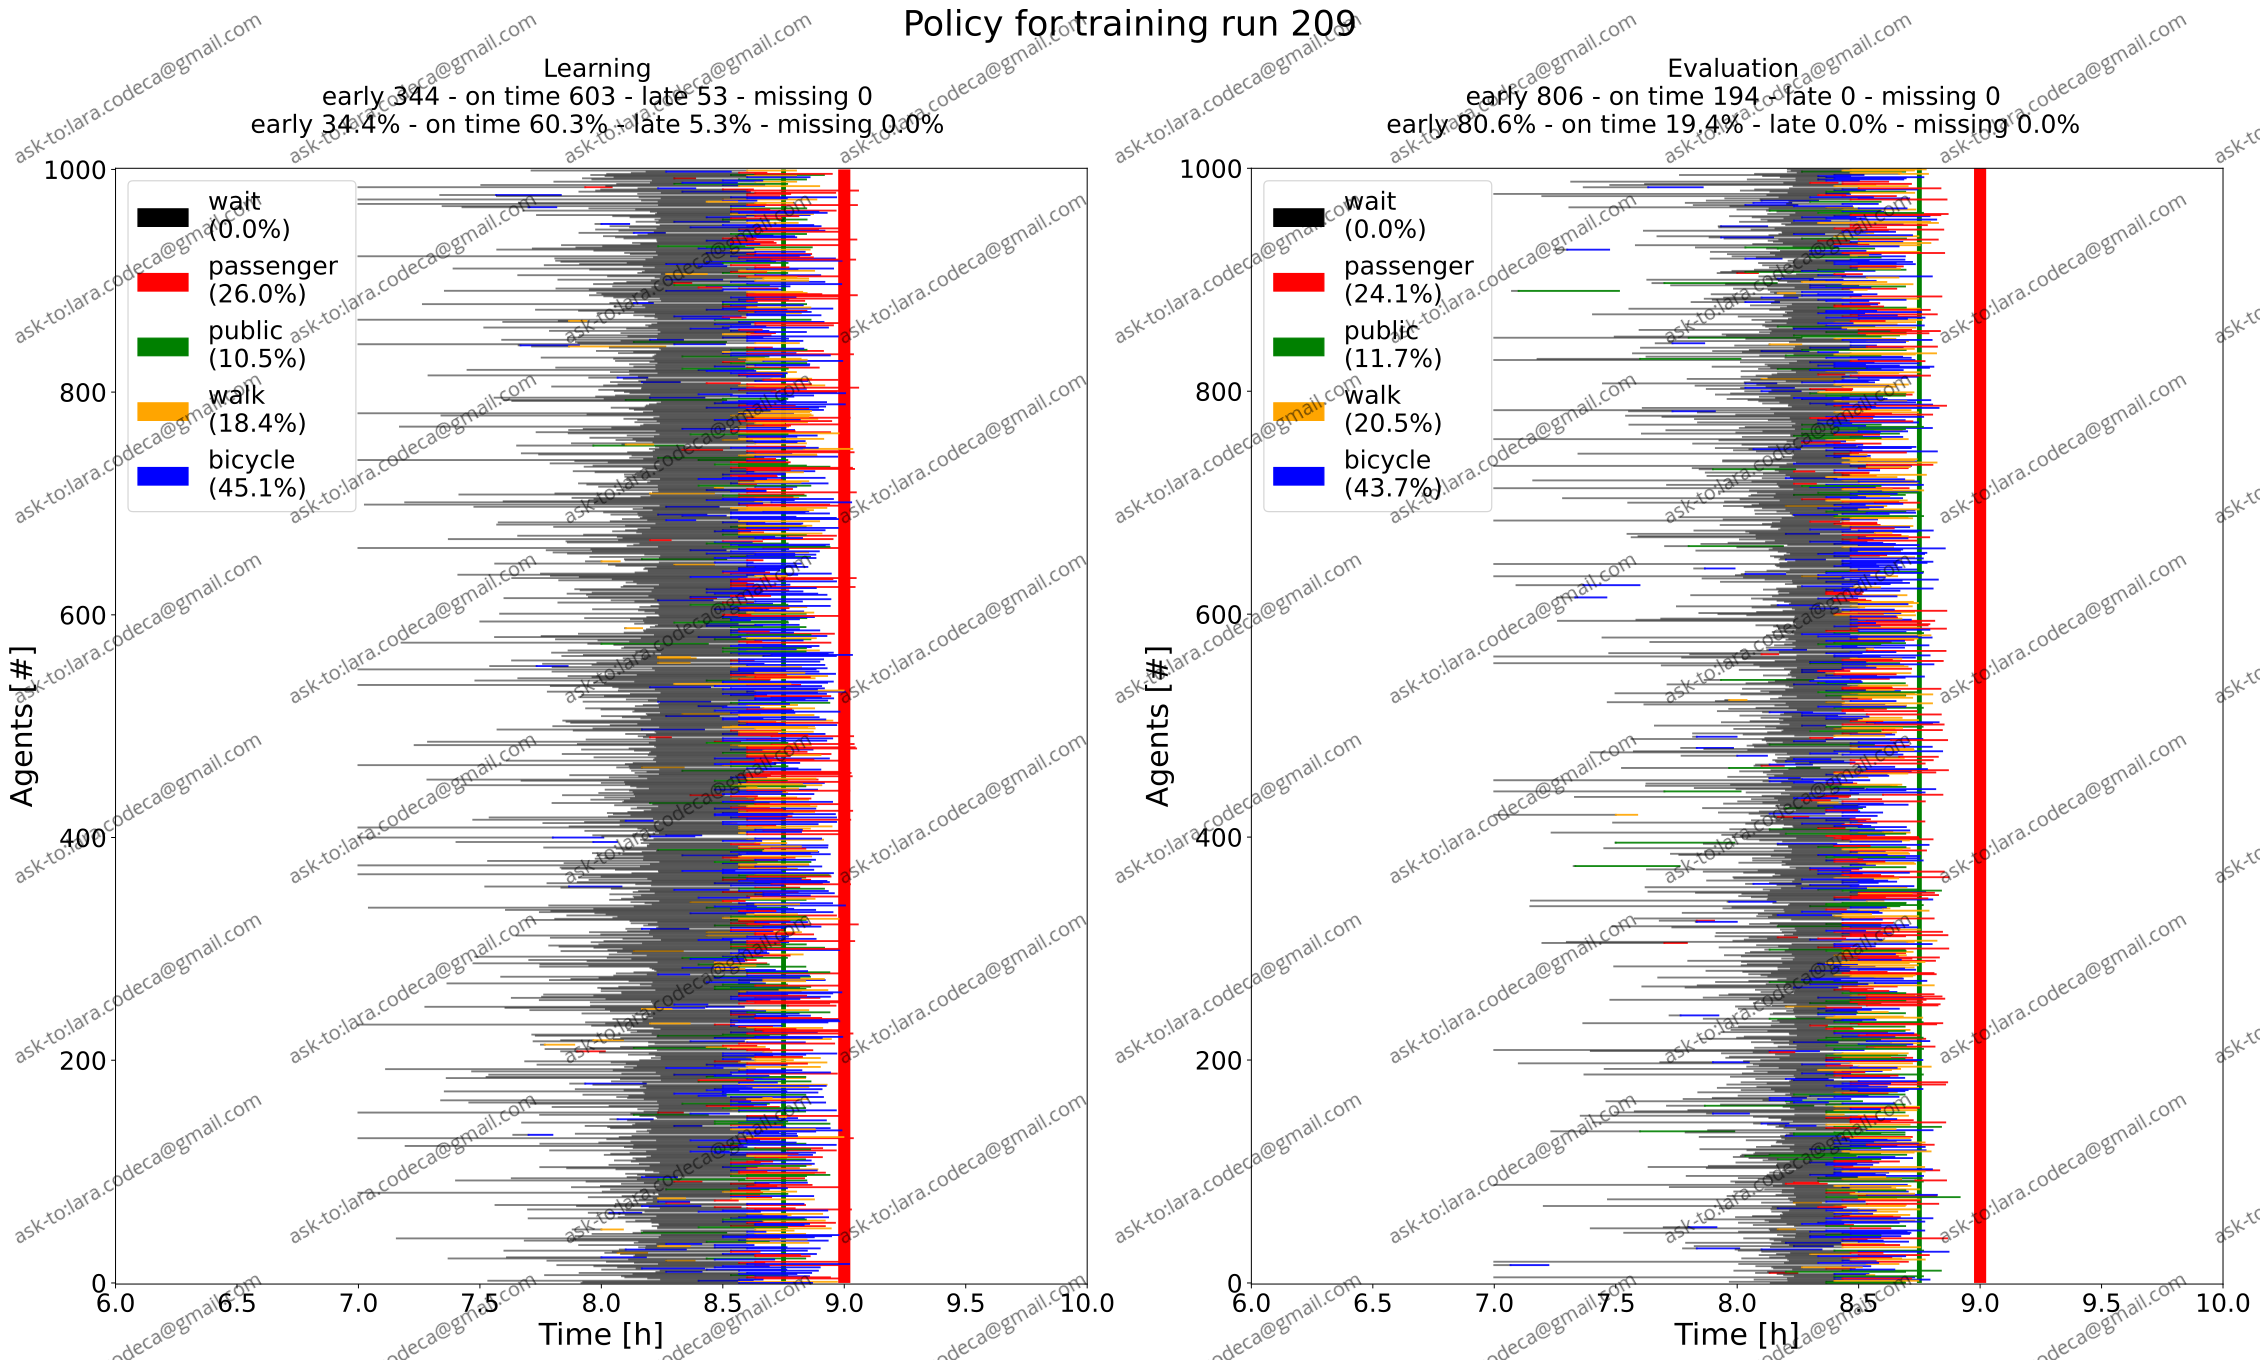 Policy for training run 209
Learning
early 344 - on time 603 - late 53 - missing 0
early 34.4% - on time 60.3% - late 5.3% - missing 0.0%
1000
800
600
400
200
0
Agents [#]
wait
(0.0%)
passenger
(26.0%)
public
(10.5%)
walk
(18.4%)
bicycle
(45.1%)
6.0 6.5 7.0 7.5 8.0 8.5 9.0 9.5 10.0
Time [h]
Evaluation
early 806 - on time 194 - late 0 - missing 0
early 80.6% - on time 19.4% - late 0.0% - missing 0.0%
1000
800
600
400
200
0
Agents [#]
wait
(0.0%)
passenger
(24.1%)
public
(11.7%)
walk
(20.5%)
bicycle
(43.7%)
6.0 6.5 7.0 7.5 8.0 8.5 9.0 9.5 10.0
Time [h]
ask-to:lara.codeca@gmail.com